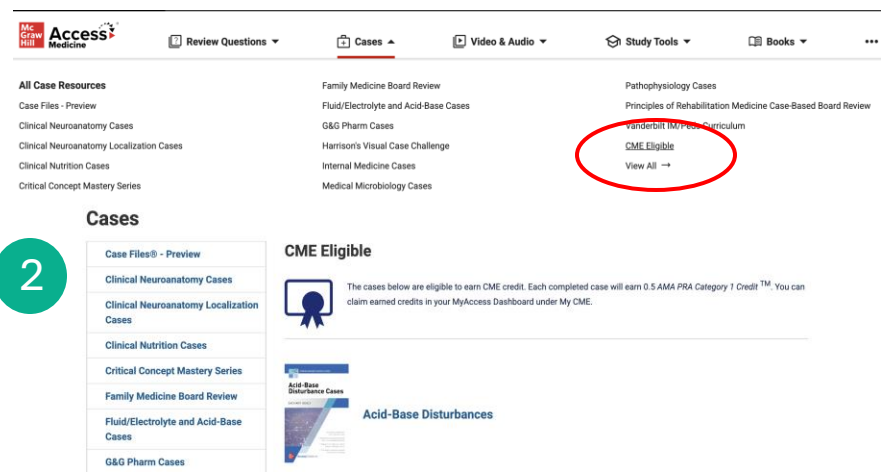 Mc Graw Hill Access Medicine
Review Questions
Cases
Video & Audio
Study Tools
Books
All Case Resources
Case Files - Preview
Clinical Neuroanatomy Cases
Clinical Neuroanatomy Localization Cases
Clinical Nutrition Cases
Critical Concept Mastery Series
Family Medicine Board Review
Fluid/Electrolyte and Acid-Base Cases
G&G Pharm Cases
Harrison's Visual Case Challenge
Internal Medicine Cases
Medical Microbiology Cases
Pathophysiology Cases
Principles of Rehabilitation Medicine Case-Based Board Review
Vanderbilt IM/Peds Curriculum
CME Eligible
View All →
Cases
2
Case Files® - Preview
Clinical Neuroanatomy Cases
Clinical Neuroanatomy Localization
Cases
Clinical Nutrition Cases
Critical Concept Mastery Series
Family Medicine Board Review
Fluid/Electrolyte and Acid-Base
Cases
G&G Pharm Cases
CME Eligible
The cases below are eligible to earn CME credit. Each completed case will earn 0.5 AMA PRA Category 1 Credit TM. You can
claim earned credits in your MyAccess Dashboard under My CME.
Acid-Base
Disturbance Cases
Acid-Base Disturbances